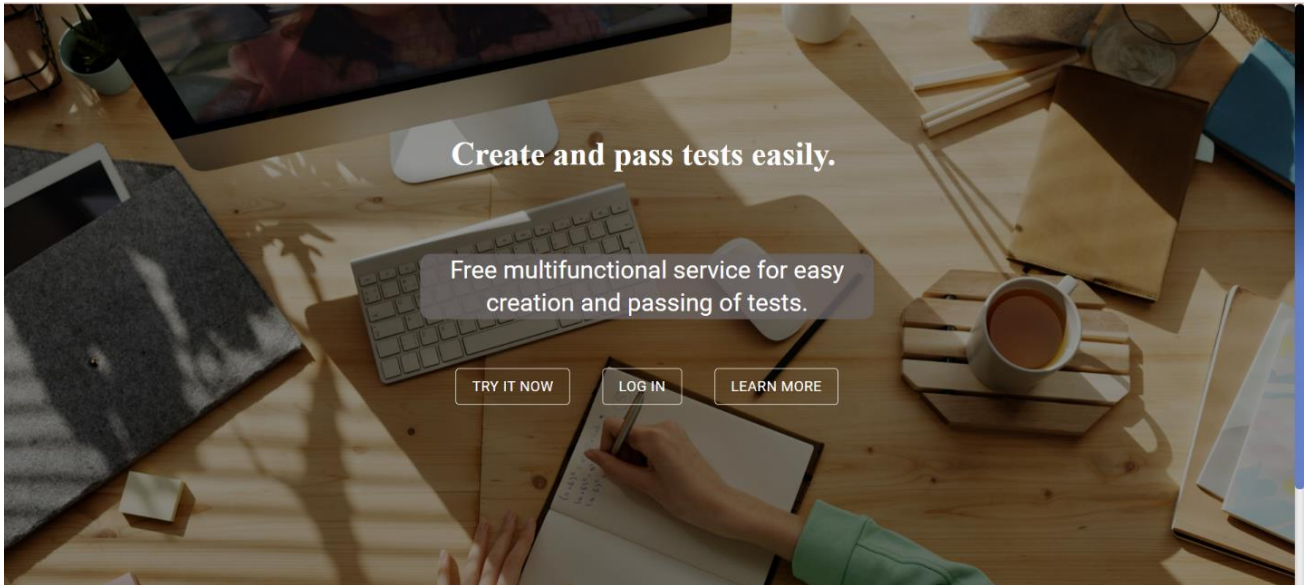 Create and pass tests easily.
Free multifunctional service for easy
creation and passing of tests.
TRY IT NOW
LOG IN
LEARN MORE